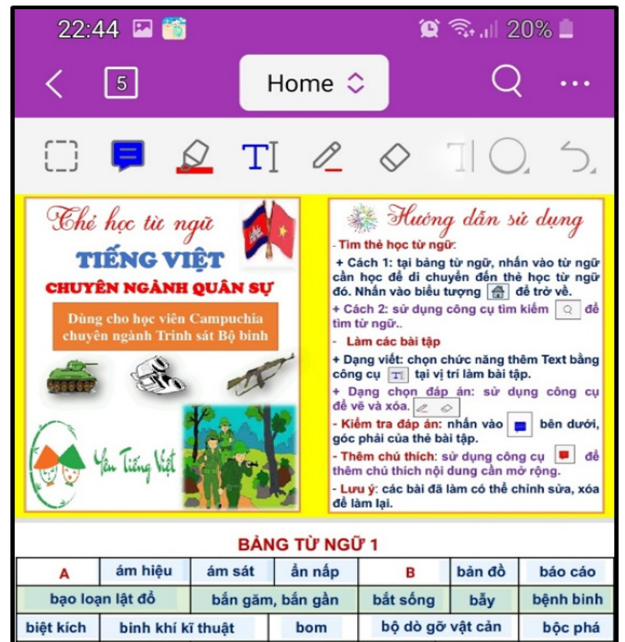 22:44
20%
5
Home
Thẻ học từ ngữ
TIẾNG VIỆT
CHUYÊN NGÀNH QUÂN SỰ
Dùng cho học viên Campuchia
chuyên ngành Trinh sát Bộ binh
Yêu Tiếng Việt
Hướng dẫn sử dụng
- Tìm thẻ học từ ngữ:
+ Cách 1: tại bảng từ ngữ, nhấn vào từ ngữ
cần học để di chuyển đến thẻ học từ ngữ
đó. Nhấn vào biểu tượng để trở về.
+ Cách 2: sử dụng công cụ tìm kiếm để
tìm từ ngữ..
- Làm các bài tập
+ Dạng viết: chọn chức năng thêm Text bằng
công cụ T tại vị trí làm bài tập.
+ Dạng chọn đáp án: sử dụng công cụ
để vẽ và xóa.
- Kiểm tra đáp án: nhấn vào bên dưới,
góc phải của thẻ bài tập.
- Thêm chú thích: sử dụng công cụ để
thêm chú thích nội dung cần mở rộng.
- Lưu ý: các bài đã làm có thể chỉnh sửa, xóa
để làm lại.
BẢNG TỪ NGỮ 1
A ám hiệu ám sát ẩn nấp B bản đồ báo cáo
bạo loạn lật đổ bắn găm, bắn gần bắt sống bẫy bệnh binh
biệt kích binh khí kĩ thuật bom bộ dò gỡ vật cản bộc phá